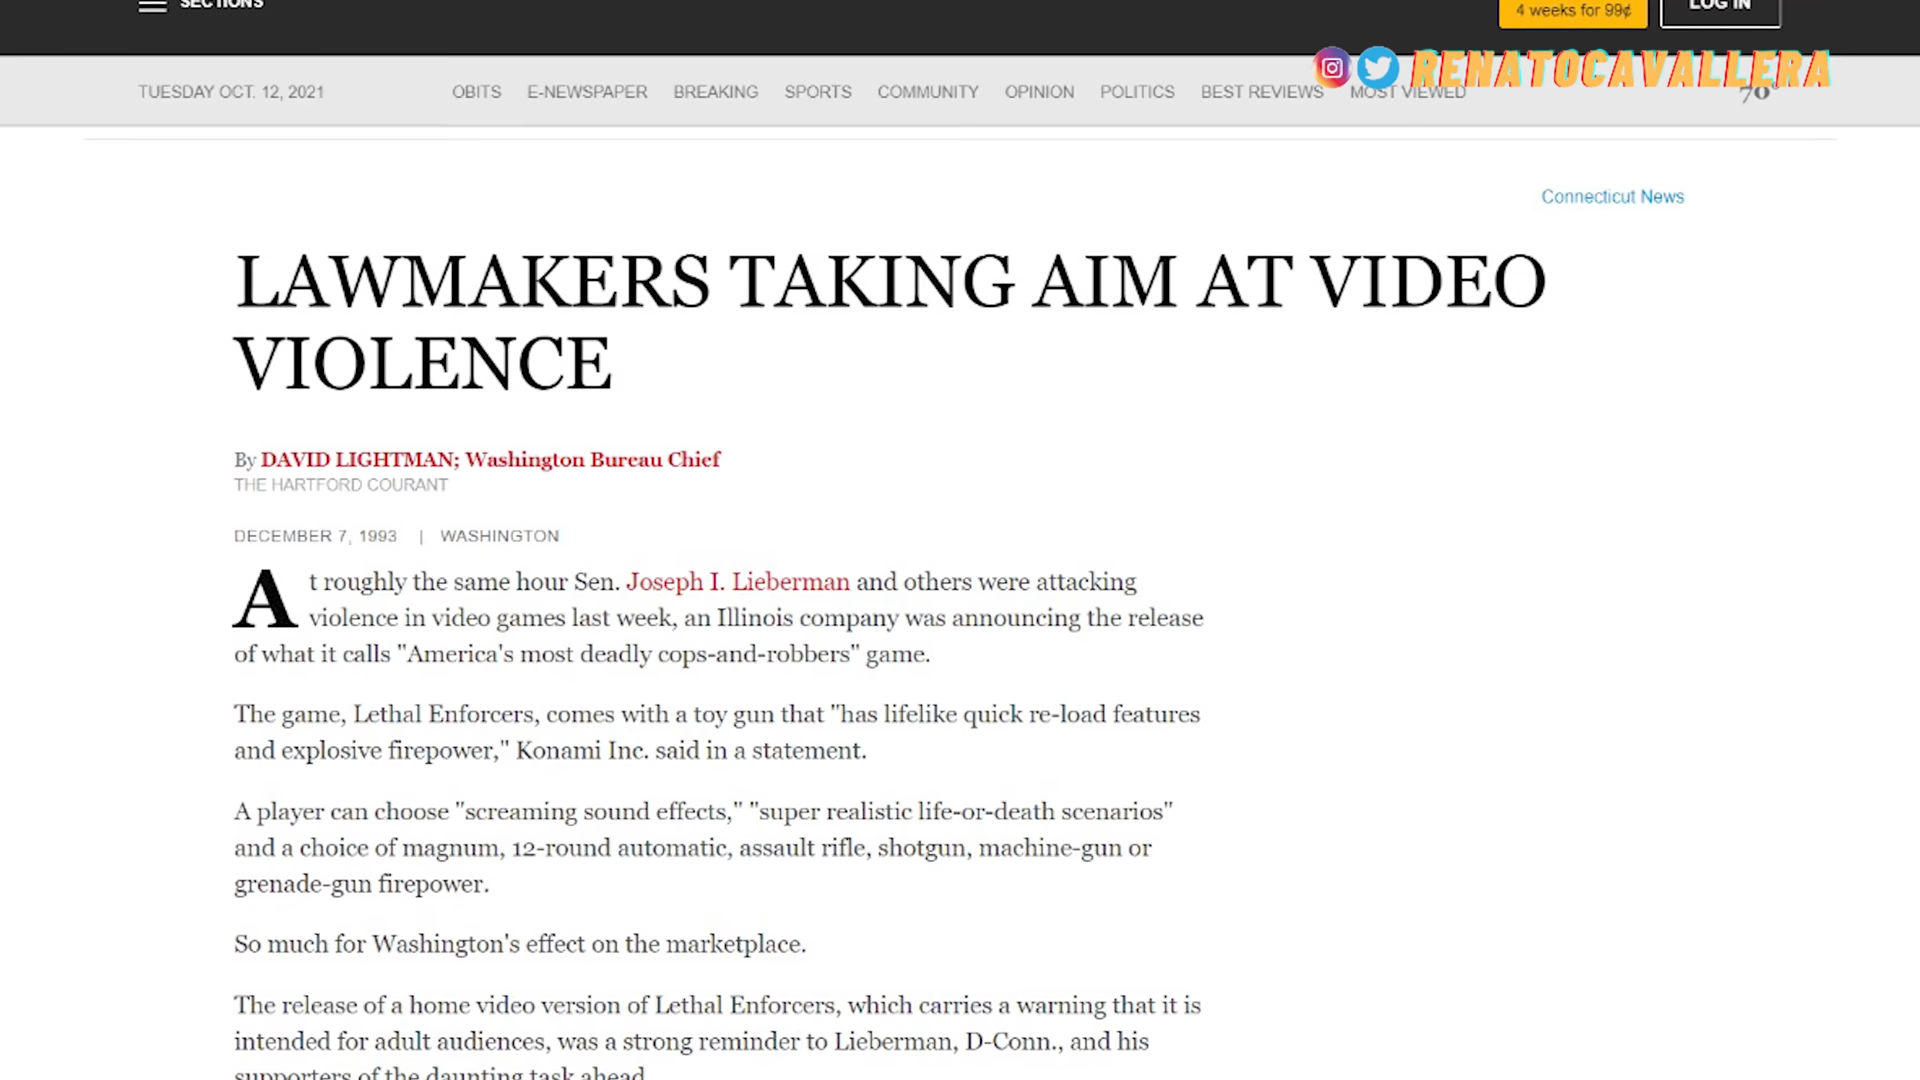 SECTIONS
4 weeks for 99¢
LOG IN
RENATOCAVALLERA
TUESDAY OCT. 12, 2021
OBITS E-NEWSPAPER BREAKING SPORTS COMMUNITY OPINION POLITICS BEST REVIEWS MOST VIEWED
70°
Connecticut News
LAWMAKERS TAKING AIM AT VIDEO
VIOLENCE
By DAVID LIGHTMAN; Washington Bureau Chief
THE HARTFORD COURANT
DECEMBER 7, 1993 | WASHINGTON
At roughly the same hour Sen. Joseph I. Lieberman and others were attacking
violence in video games last week, an Illinois company was announcing the release
of what it calls "America's most deadly cops-and-robbers" game.
The game, Lethal Enforcers, comes with a toy gun that "has lifelike quick re-load features
and explosive firepower," Konami Inc. said in a statement.
A player can choose "screaming sound effects," "super realistic life-or-death scenarios"
and a choice of magnum, 12-round automatic, assault rifle, shotgun, machine-gun or
grenade-gun firepower.
So much for Washington's effect on the marketplace.
The release of a home video version of Lethal Enforcers, which carries a warning that it is
intended for adult audiences, was a strong reminder to Lieberman, D-Conn., and his
supporters of the daunting task ahead.